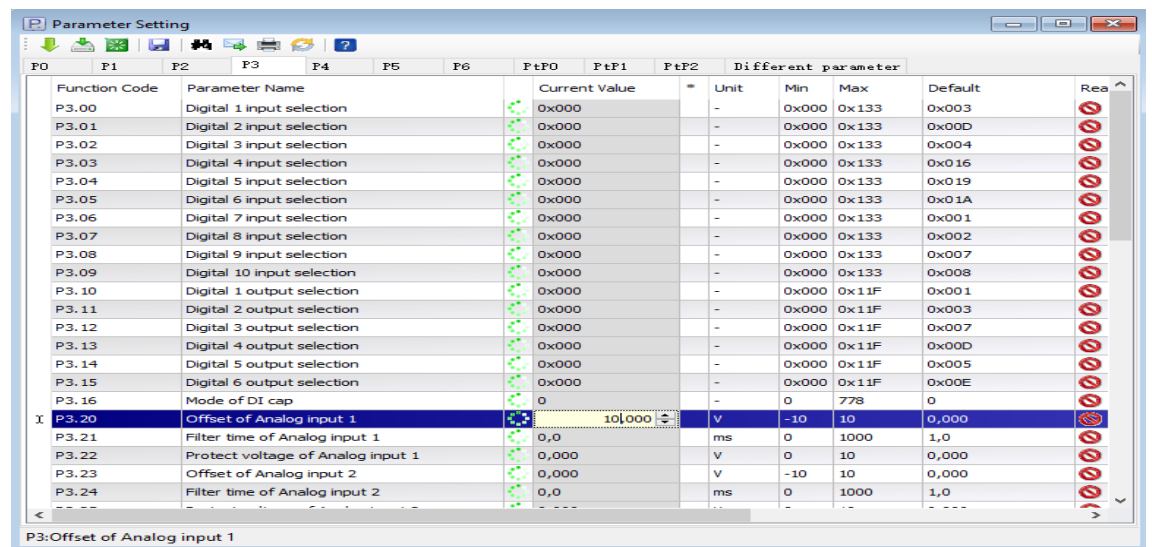 Parameter Setting
P0 P1 P2 P3 P4 P5 P6 PtP0 PtP1 PtP2 Different parameter
Function Code Parameter Name Current Value * Unit Min Max Default Rea
P3.00 Digital 1 input selection 0x000 - 0x000 0x133 0x003
P3.01 Digital 2 input selection 0x000 - 0x000 0x133 0x00D
P3.02 Digital 3 input selection 0x000 - 0x000 0x133 0x004
P3.03 Digital 4 input selection 0x000 - 0x000 0x133 0x016
P3.04 Digital 5 input selection 0x000 - 0x000 0x133 0x019
P3.05 Digital 6 input selection 0x000 - 0x000 0x133 0x01A
P3.06 Digital 7 input selection 0x000 - 0x000 0x133 0x001
P3.07 Digital 8 input selection 0x000 - 0x000 0x133 0x002
P3.08 Digital 9 input selection 0x000 - 0x000 0x133 0x007
P3.09 Digital 10 input selection 0x000 - 0x000 0x133 0x008
P3.10 Digital 1 output selection 0x000 - 0x000 0x11F 0x001
P3.11 Digital 2 output selection 0x000 - 0x000 0x11F 0x003
P3.12 Digital 3 output selection 0x000 - 0x000 0x11F 0x007
P3.13 Digital 4 output selection 0x000 - 0x000 0x11F 0x00D
P3.14 Digital 5 output selection 0x000 - 0x000 0x11F 0x005
P3.15 Digital 6 output selection 0x000 - 0x000 0x11F 0x00E
P3.16 Mode of DI cap 0 - 0 778 0
P3.20 Offset of Analog input 1 10,000 V -10 10 0,000
P3.21 Filter time of Analog input 1 0,0 ms 0 1000 1,0
P3.22 Protect voltage of Analog input 1 0,000 V 0 10 0,000
P3.23 Offset of Analog input 2 0,000 V -10 10 0,000
P3.24 Filter time of Analog input 2 0,0 ms 0 1000 1,0
P3:Offset of Analog input 1